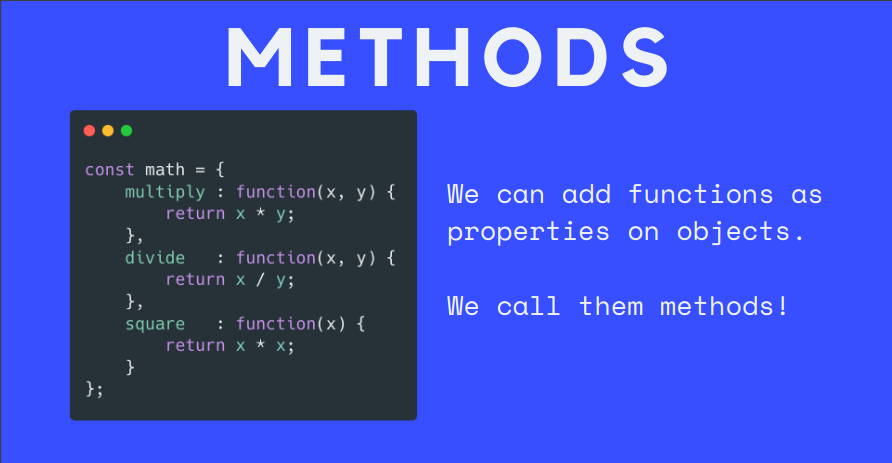 METHODS
const math = {
    multiply : function(x, y) {
        return x * y;
    },
    divide   : function(x, y) {
        return x / y;
    },
    square   : function(x) {
        return x * x;
    }
};
We can add functions as
properties on objects.
We call them methods!